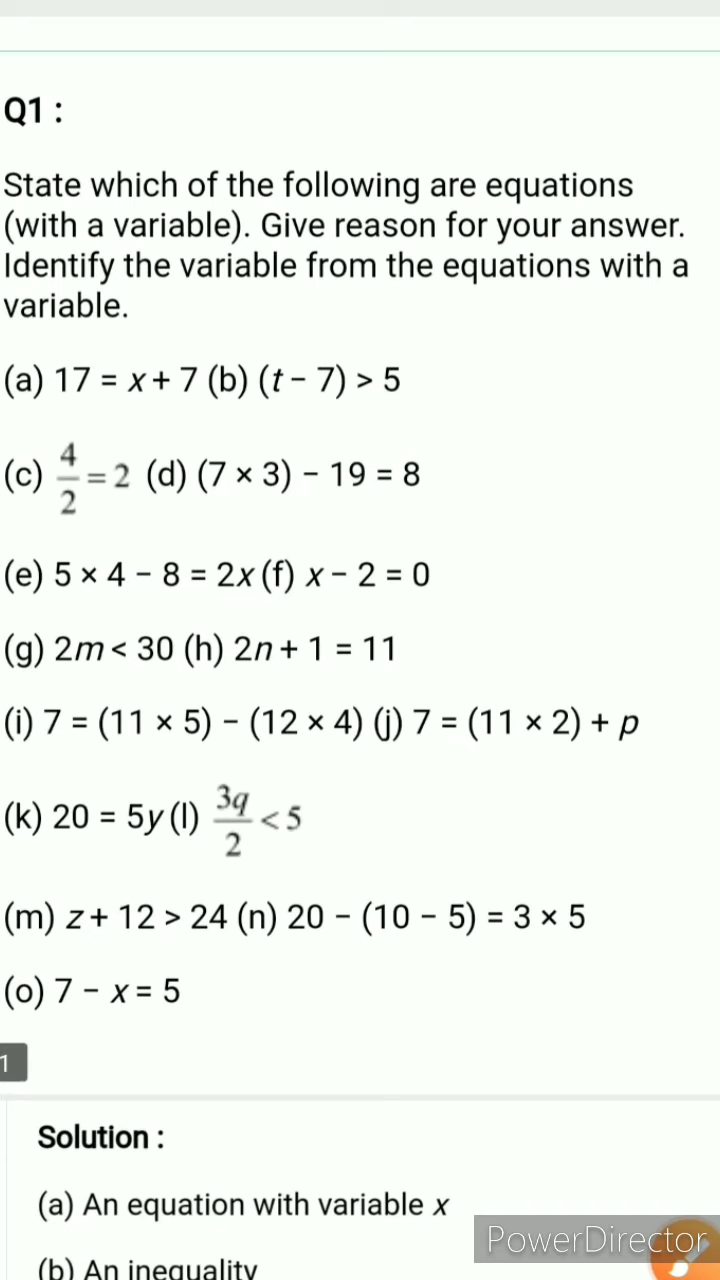 Q1 :
State which of the following are equations
(with a variable). Give reason for your answer.
Identify the variable from the equations with a
variable.
(a) 17 = x + 7 (b) (t − 7) > 5
(c) 4/2 = 2 (d) (7 × 3) − 19 = 8
(e) 5 × 4 − 8 = 2x (f) x − 2 = 0
(g) 2m < 30 (h) 2n + 1 = 11
(i) 7 = (11 × 5) − (12 × 4) (j) 7 = (11 × 2) + p
(k) 20 = 5y (l) 3q/2 < 5
(m) z + 12 > 24 (n) 20 − (10 − 5) = 3 × 5
(o) 7 − x = 5
1
Solution :
(a) An equation with variable x
(b) An inequality
PowerDirector